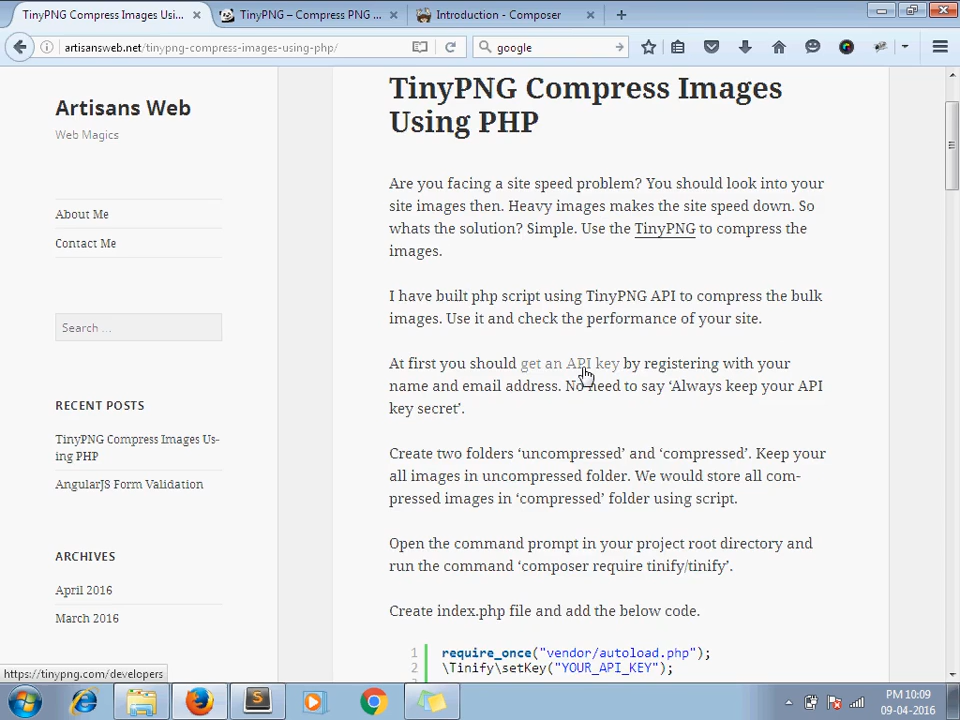 TinyPNG Compress Images Usi...
TinyPNG – Compress PNG ...
Introduction - Composer
artisansweb.net/tinypng-compress-images-using-php/
google
Artisans Web
Web Magics
About Me
Contact Me
Search ...
RECENT POSTS
TinyPNG Compress Images Us-
ing PHP
AngularJS Form Validation
ARCHIVES
April 2016
March 2016
TinyPNG Compress Images
Using PHP
Are you facing a site speed problem? You should look into your
site images then. Heavy images makes the site speed down. So
whats the solution? Simple. Use the TinyPNG to compress the
images.
I have built php script using TinyPNG API to compress the bulk
images. Use it and check the performance of your site.
At first you should get an API key by registering with your
name and email address. No need to say ‘Always keep your API
key secret’.
Create two folders ‘uncompressed’ and ‘compressed’. Keep your
all images in uncompressed folder. We would store all com-
pressed images in ‘compressed’ folder using script.
Open the command prompt in your project root directory and
run the command ‘composer require tinify/tinify’.
Create index.php file and add the below code.
1 require_once("vendor/autoload.php");
2 \Tinify\setKey("YOUR_API_KEY");
https://tinypng.com/developers
PM 10:09
09-04-2016